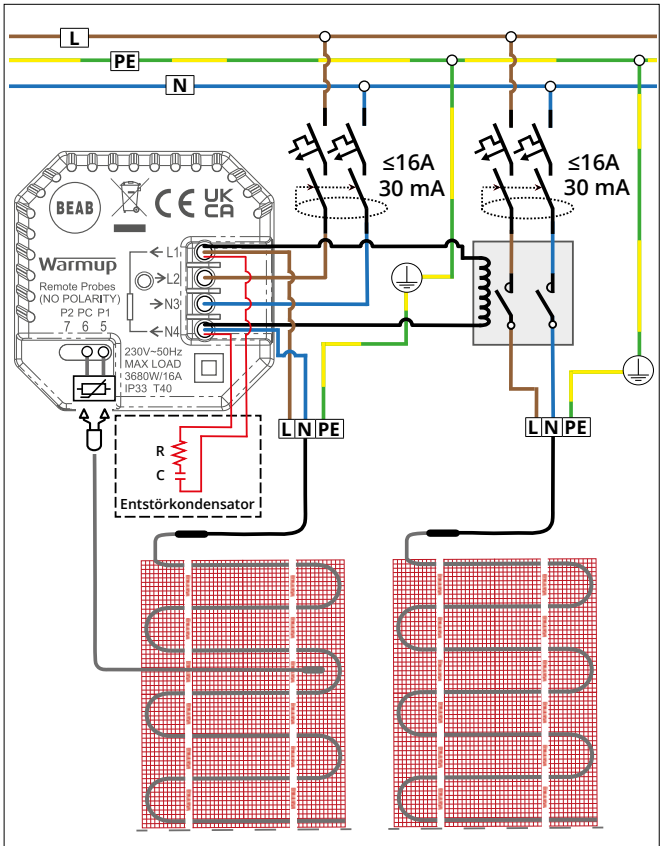 L
PE
N
≤16A
30 mA
≤16A
30 mA
BEAB
CE UK CA
Warmup
Remote Probes
(NO POLARITY)
P2 PC P1
7 6 5
L1
L2
N3
N4
230V~50Hz
MAX LOAD
3680W/16A
IP33 T40
L N PE
L N PE
R
C
Entstörkondensator